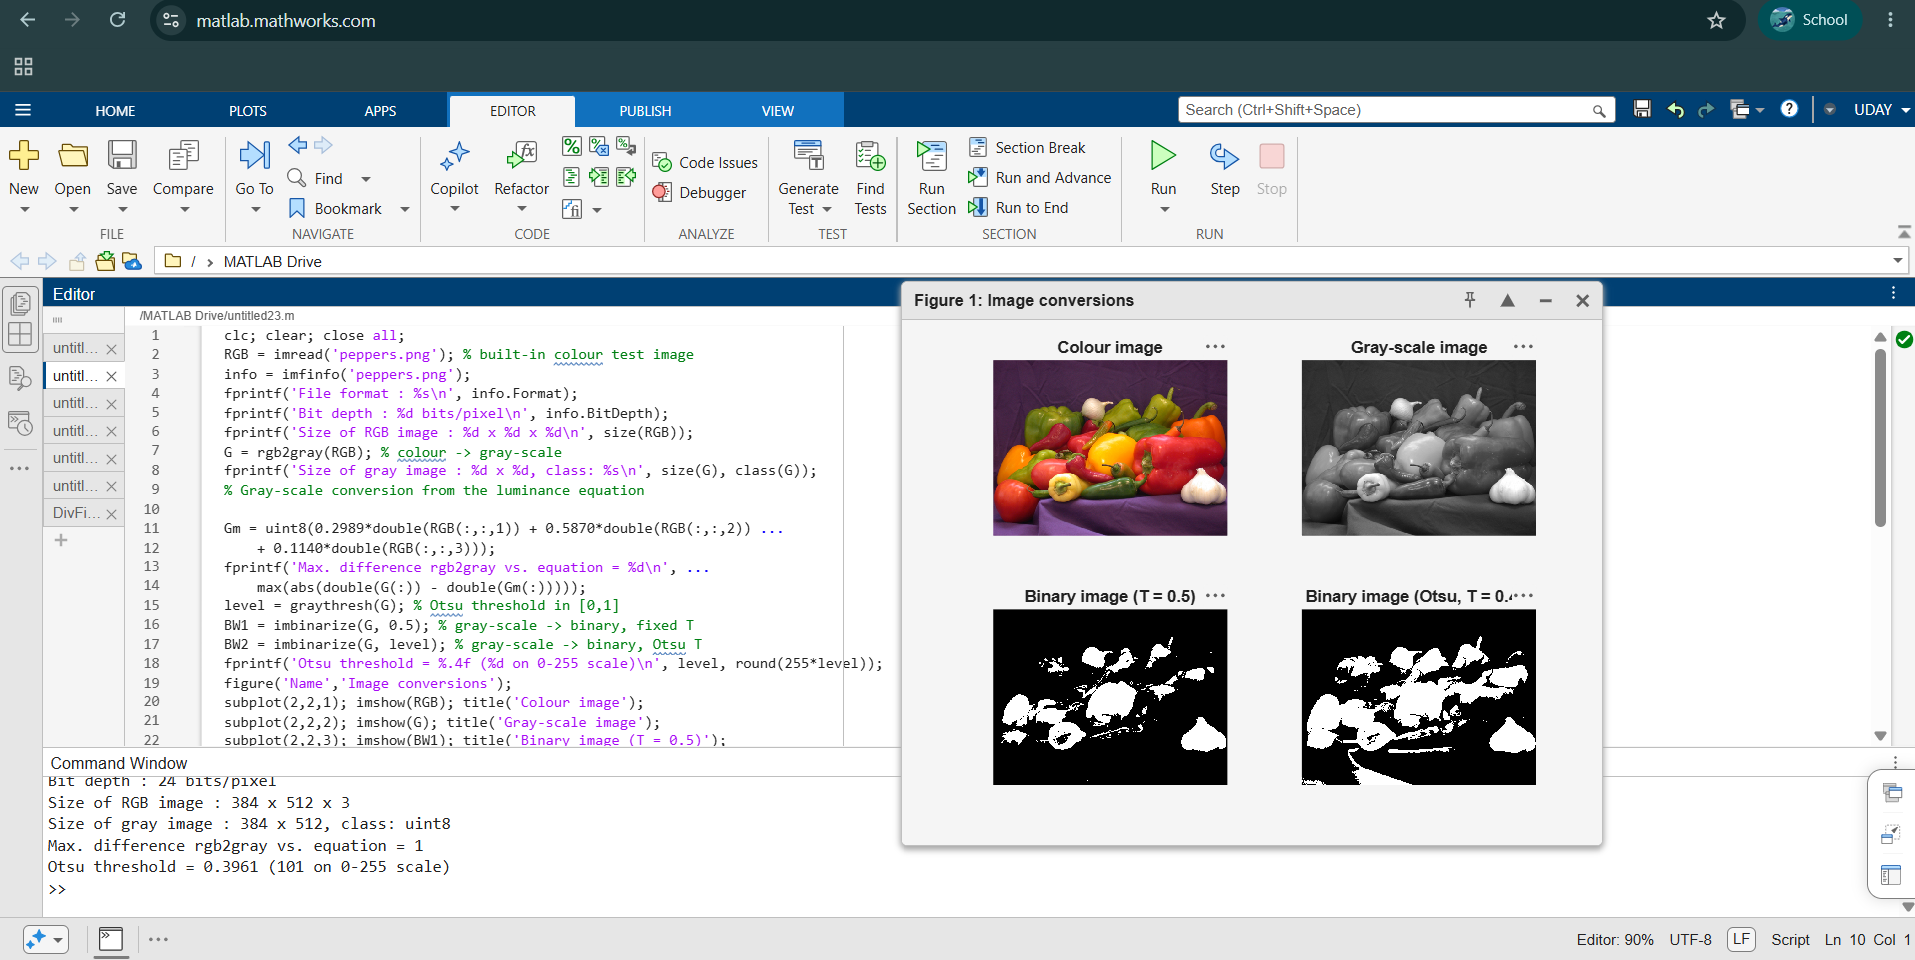 matlab.mathworks.com
School
HOME
PLOTS
APPS
EDITOR
PUBLISH
VIEW
Search (Ctrl+Shift+Space)
UDAY
New
Open
Save
Compare
Go To
Find
Bookmark
Copilot
Refactor
Code Issues
Debugger
Generate
Test
Find
Tests
Run
Section
Section Break
Run and Advance
Run to End
Run
Step
Stop
FILE
NAVIGATE
CODE
ANALYZE
TEST
SECTION
RUN
/ › MATLAB Drive
Editor
/MATLAB Drive/untitled23.m
untitl...
untitl...
untitl...
untitl...
untitl...
untitl...
DivFi...
1 clc; clear; close all;
2 RGB = imread('peppers.png'); % built-in colour test image
3 info = imfinfo('peppers.png');
4 fprintf('File format : %s\n', info.Format);
5 fprintf('Bit depth : %d bits/pixel\n', info.BitDepth);
6 fprintf('Size of RGB image : %d x %d x %d\n', size(RGB));
7 G = rgb2gray(RGB); % colour -> gray-scale
8 fprintf('Size of gray image : %d x %d, class: %s\n', size(G), class(G));
9 % Gray-scale conversion from the luminance equation
10
11 Gm = uint8(0.2989*double(RGB(:,:,1)) + 0.5870*double(RGB(:,:,2)) ...
12 + 0.1140*double(RGB(:,:,3)));
13 fprintf('Max. difference rgb2gray vs. equation = %d\n', ...
14 max(abs(double(G(:)) - double(Gm(:)))));
15 level = graythresh(G); % Otsu threshold in [0,1]
16 BW1 = imbinarize(G, 0.5); % gray-scale -> binary, fixed T
17 BW2 = imbinarize(G, level); % gray-scale -> binary, Otsu T
18 fprintf('Otsu threshold = %.4f (%d on 0-255 scale)\n', level, round(255*level));
19 figure('Name','Image conversions');
20 subplot(2,2,1); imshow(RGB); title('Colour image');
21 subplot(2,2,2); imshow(G); title('Gray-scale image');
22 subplot(2,2,3); imshow(BW1); title('Binary image (T = 0.5)');
Figure 1: Image conversions
Colour image
Gray-scale image
Binary image (T = 0.5)
Binary image (Otsu, T = 0.
Command Window
Bit depth : 24 bits/pixel
Size of RGB image : 384 x 512 x 3
Size of gray image : 384 x 512, class: uint8
Max. difference rgb2gray vs. equation = 1
Otsu threshold = 0.3961 (101 on 0-255 scale)
>>
Editor: 90% UTF-8 LF Script Ln 10 Col 1